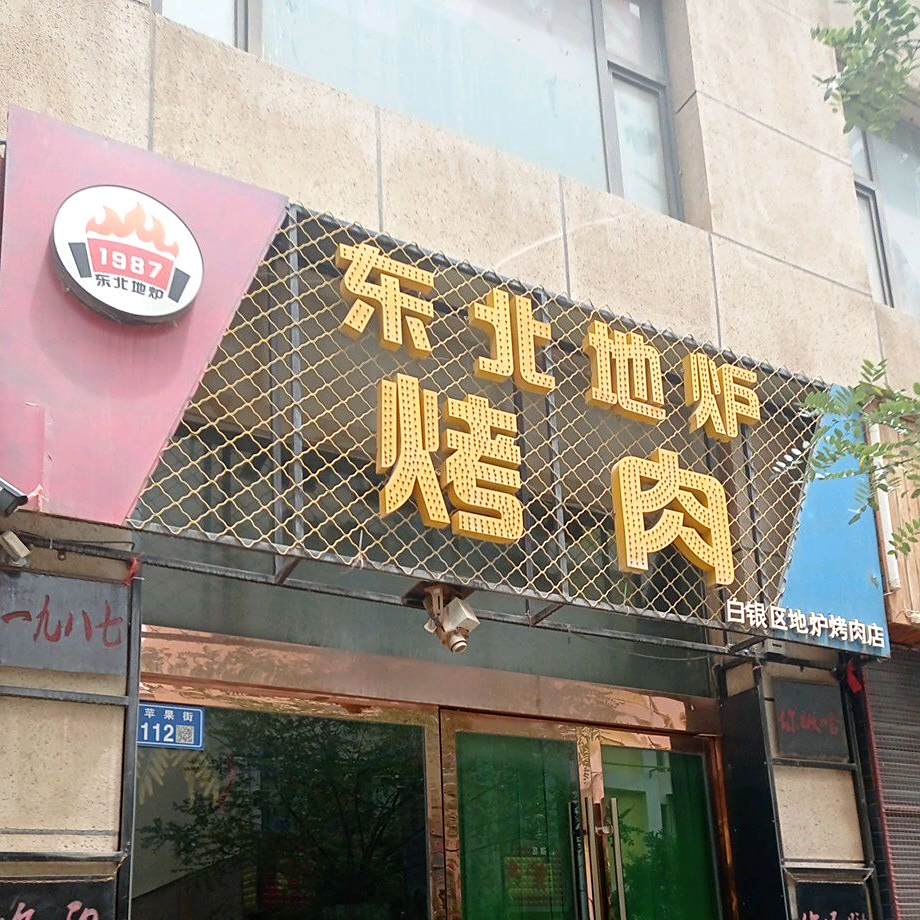 1987
东北地炉
东北地炉
烤肉
白银区地炉烤肉店
一九八七
苹果街
112